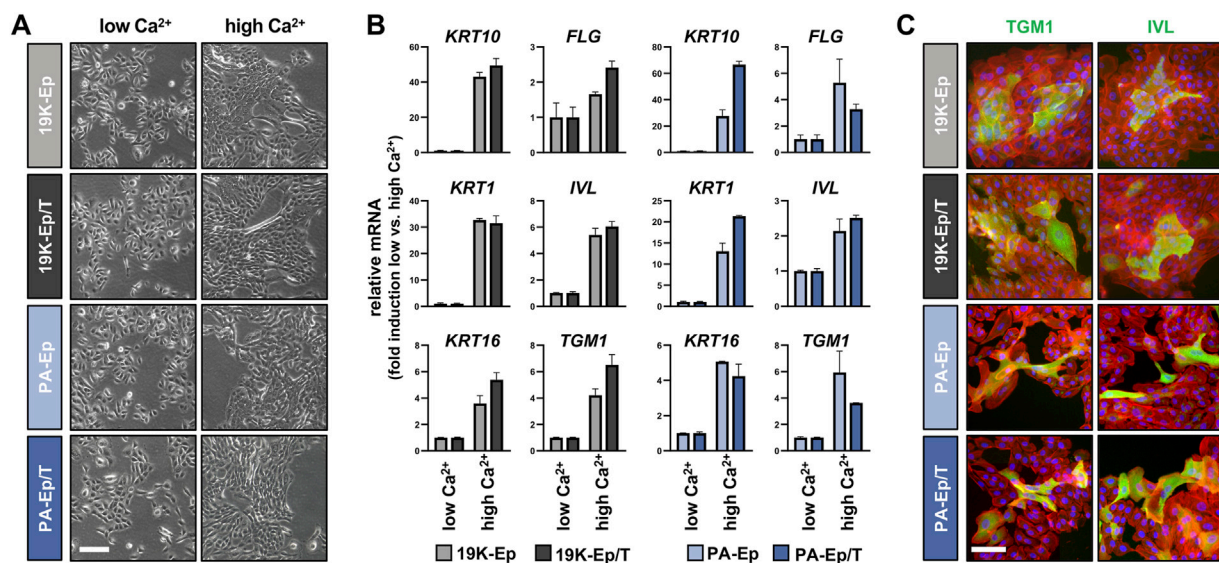 A
low Ca²⁺ high Ca²⁺
19K-Ep
19K-Ep/T
PA-Ep
PA-Ep/T
B
relative mRNA
(fold induction low vs. high Ca²⁺)
KRT10 FLG KRT10 FLG
60 3 80 8
40 2 60 6
20 1 40 4
0 0 20 2
0 0
KRT1 IVL KRT1 IVL
40 8 25 3
30 6 20 2
20 4 15 1
10 2 10 0
0 0 5
0
KRT16 TGM1 KRT16 TGM1
8 8 6 8
6 6 4 6
4 4 2 4
2 2 0 2
0 0 0
low Ca²⁺ high Ca²⁺ low Ca²⁺ high Ca²⁺ low Ca²⁺ high Ca²⁺ low Ca²⁺ high Ca²⁺
19K-Ep 19K-Ep/T PA-Ep PA-Ep/T
C
TGM1 IVL
19K-Ep
19K-Ep/T
PA-Ep
PA-Ep/T